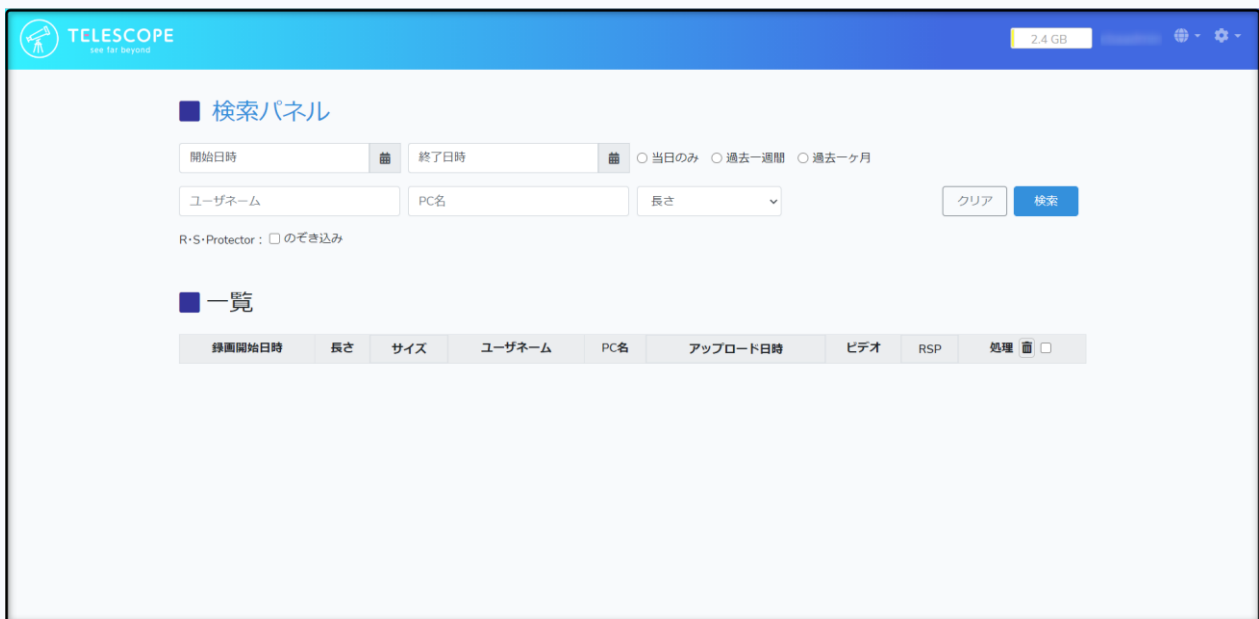 TELESCOPE
see far beyond
2.4 GB
検索パネル
開始日時 終了日時 当日のみ 過去一週間 過去一ヶ月
ユーザネーム PC名 長さ クリア 検索
R・S・Protector : のぞき込み
一覧
録画開始日時 長さ サイズ ユーザネーム PC名 アップロード日時 ビデオ RSP 処理